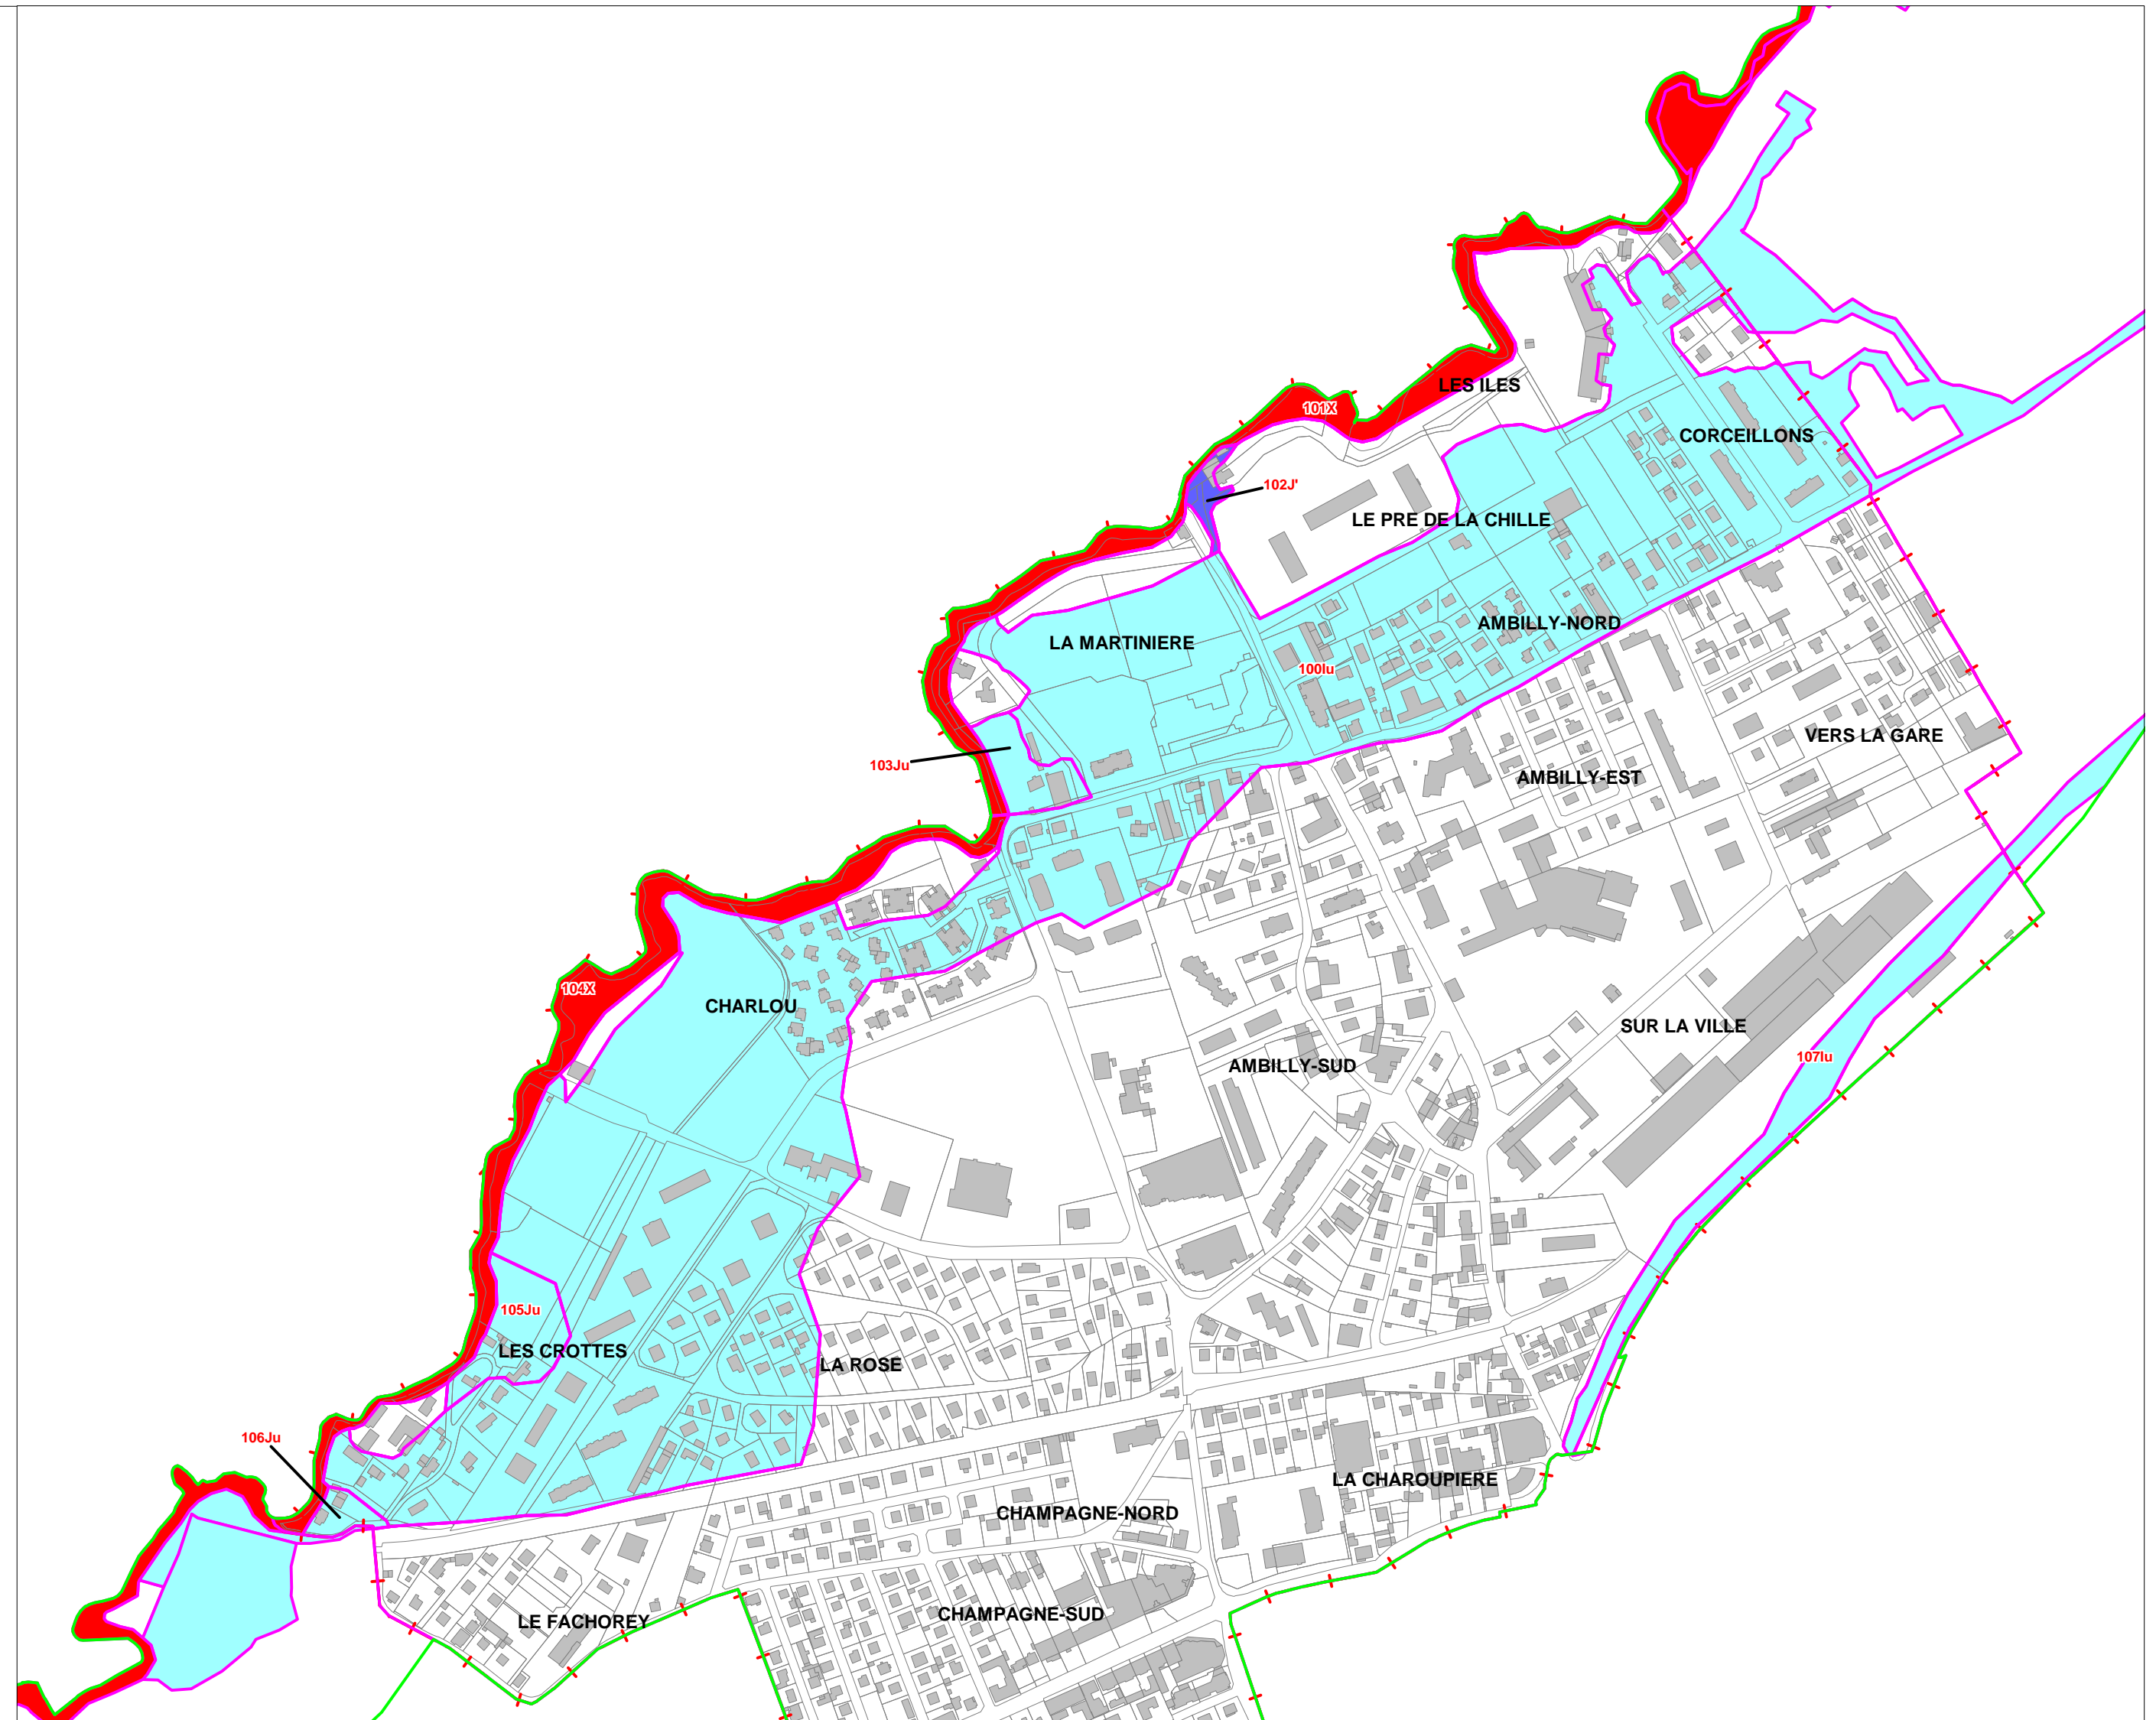 LES ILES
101X
CORCEILLONS
102J'
LE PRE DE LA CHILLE
AMBILLY-NORD
LA MARTINIERE
100Iu
VERS LA GARE
103Ju
AMBILLY-EST
104X
CHARLOU
SUR LA VILLE
107Iu
AMBILLY-SUD
105Ju
LES CROTTES
LA ROSE
106Ju
LA CHAROUPIERE
CHAMPAGNE-NORD
CHAMPAGNE-SUD
LE FACHOREY